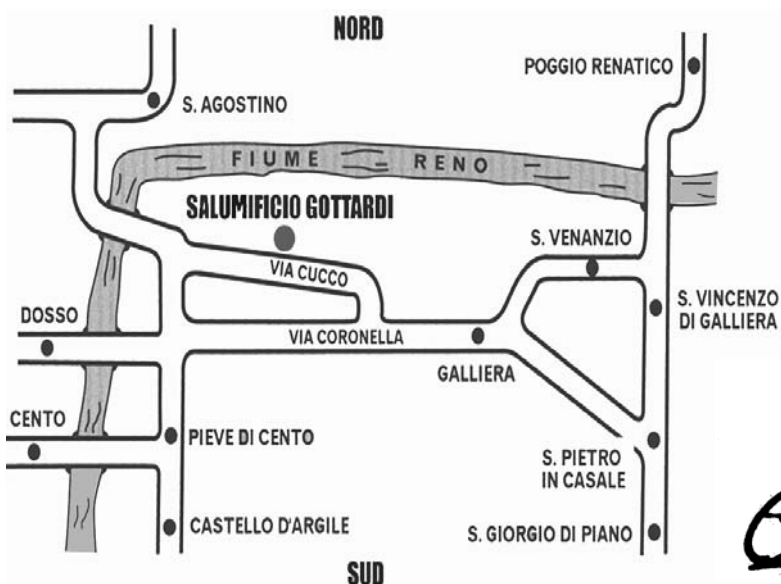 NORD
POGGIO RENATICO
S. AGOSTINO
FIUME RENO
SALUMIFICIO GOTTARDI
S. VENANZIO
VIA CUCCO
DOSSO
S. VINCENZO
DI GALLIERA
VIA CORONELLA
GALLIERA
CENTO
PIEVE DI CENTO
S. PIETRO
IN CASALE
CASTELLO D'ARGILE
S. GIORGIO DI PIANO
SUD